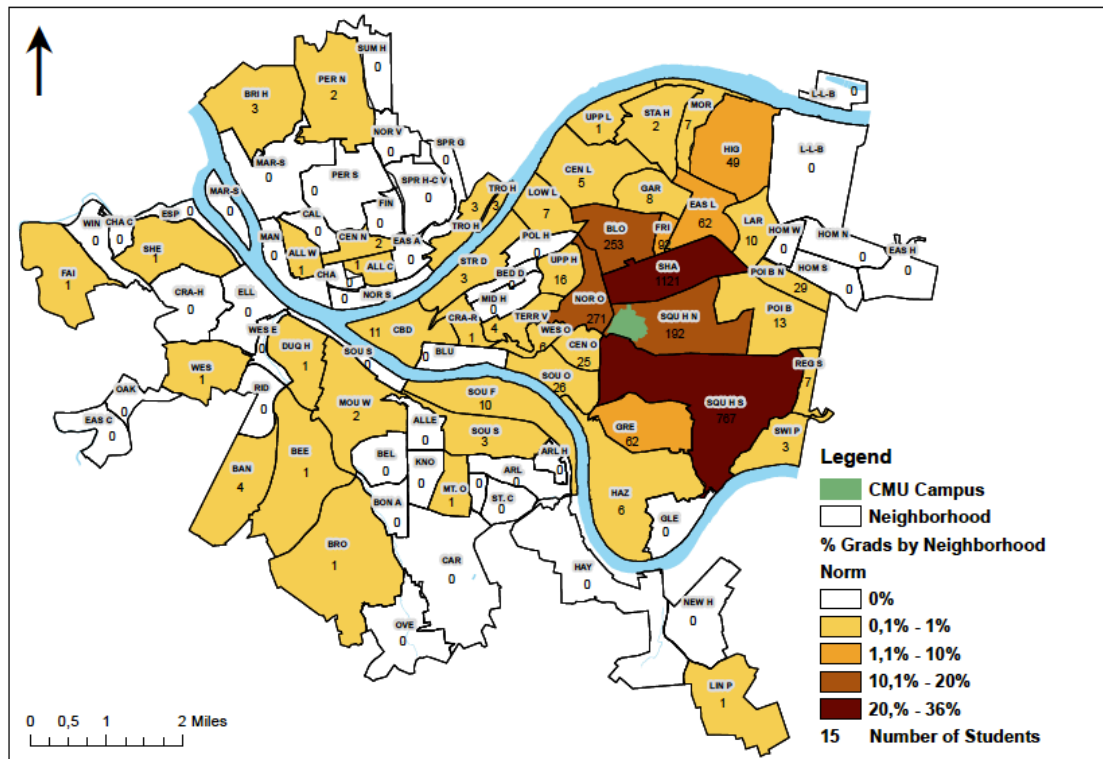 SUM H
0
PER N
2
BRI H
3
L-L-B
0
UPP L
1
STA H
2
MOR
7
NOR V
0
SPR G
0
HIG
49
L-L-B
0
MAR-S
0
PER S
0
SPR H-C V
0
CEN L
5
GAR
8
MAR-S
0
FIN
0
TRO H
3
TRO H
3
LOW L
7
EAS L
62
LAR
10
ESP
0
WIN
0
CHA C
0
CAL
0
CEN N
2
EAS A
0
BLO
253
FRI
92
HOM W
0
HOM N
0
EAS H
0
SHE
1
MAN
0
ALL W
1
ALL C
1
CHA
0
POL H
0
STR D
3
UPP H
16
SHA
1121
POI B N
29
HOM S
0
FAI
1
CRA-H
0
ELL
0
NOR S
0
BED D
0
MID H
0
NOR O
271
SQU H N
192
POI B
13
WES E
0
DUQ H
1
SOU S
0
11
CBD
CRA-R
1
TERR V
4
WES O
6
CEN O
25
BLU
0
WES
1
SOU O
26
REG S
7
OAK
0
RID
0
MOU W
2
SOU F
10
SQU H S
767
EAS C
0
ALLE
0
SOU S
3
GRE
62
SWI P
3
BEL
0
ARL H
0
BAN
4
BEE
1
KNO
0
MT. O
1
ARL
0
0
ST. C
0
HAZ
6
GLE
0
BON A
0
BRO
1
CAR
0
HAY
0
NEW H
0
OVE
0
LIN P
1
Legend
CMU Campus
Neighborhood
% Grads by Neighborhood
Norm
0%
0,1% - 1%
1,1% - 10%
10,1% - 20%
20,% - 36%
15 Number of Students
0 0,5 1 2 Miles